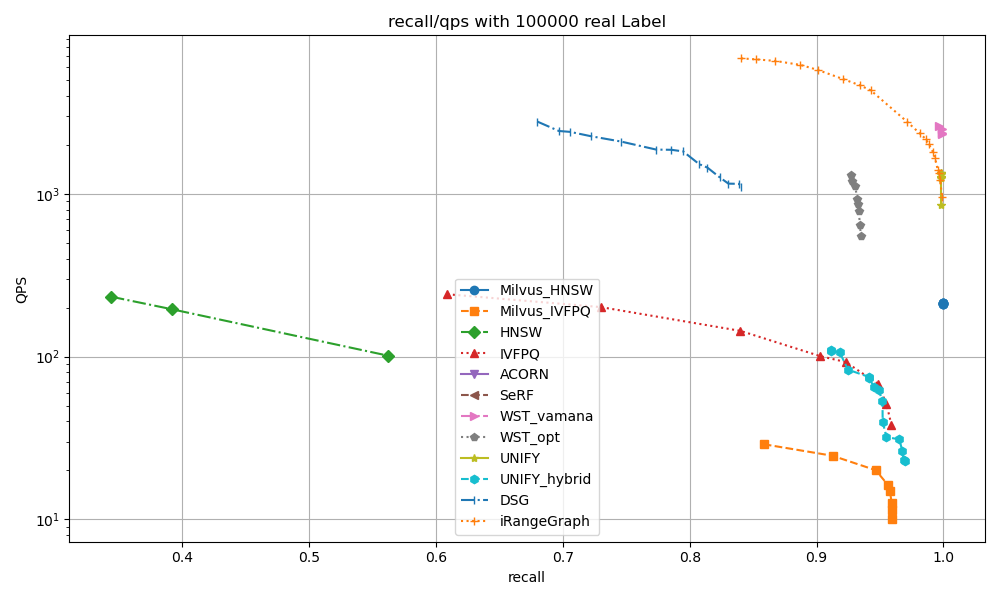 recall/qps with 100000 real Label
QPS
10³
10²
10¹
Milvus_HNSW
Milvus_IVFPQ
HNSW
IVFPQ
ACORN
SeRF
WST_vamana
WST_opt
UNIFY
UNIFY_hybrid
DSG
iRangeGraph
0.4 0.5 0.6 0.7 0.8 0.9 1.0
recall